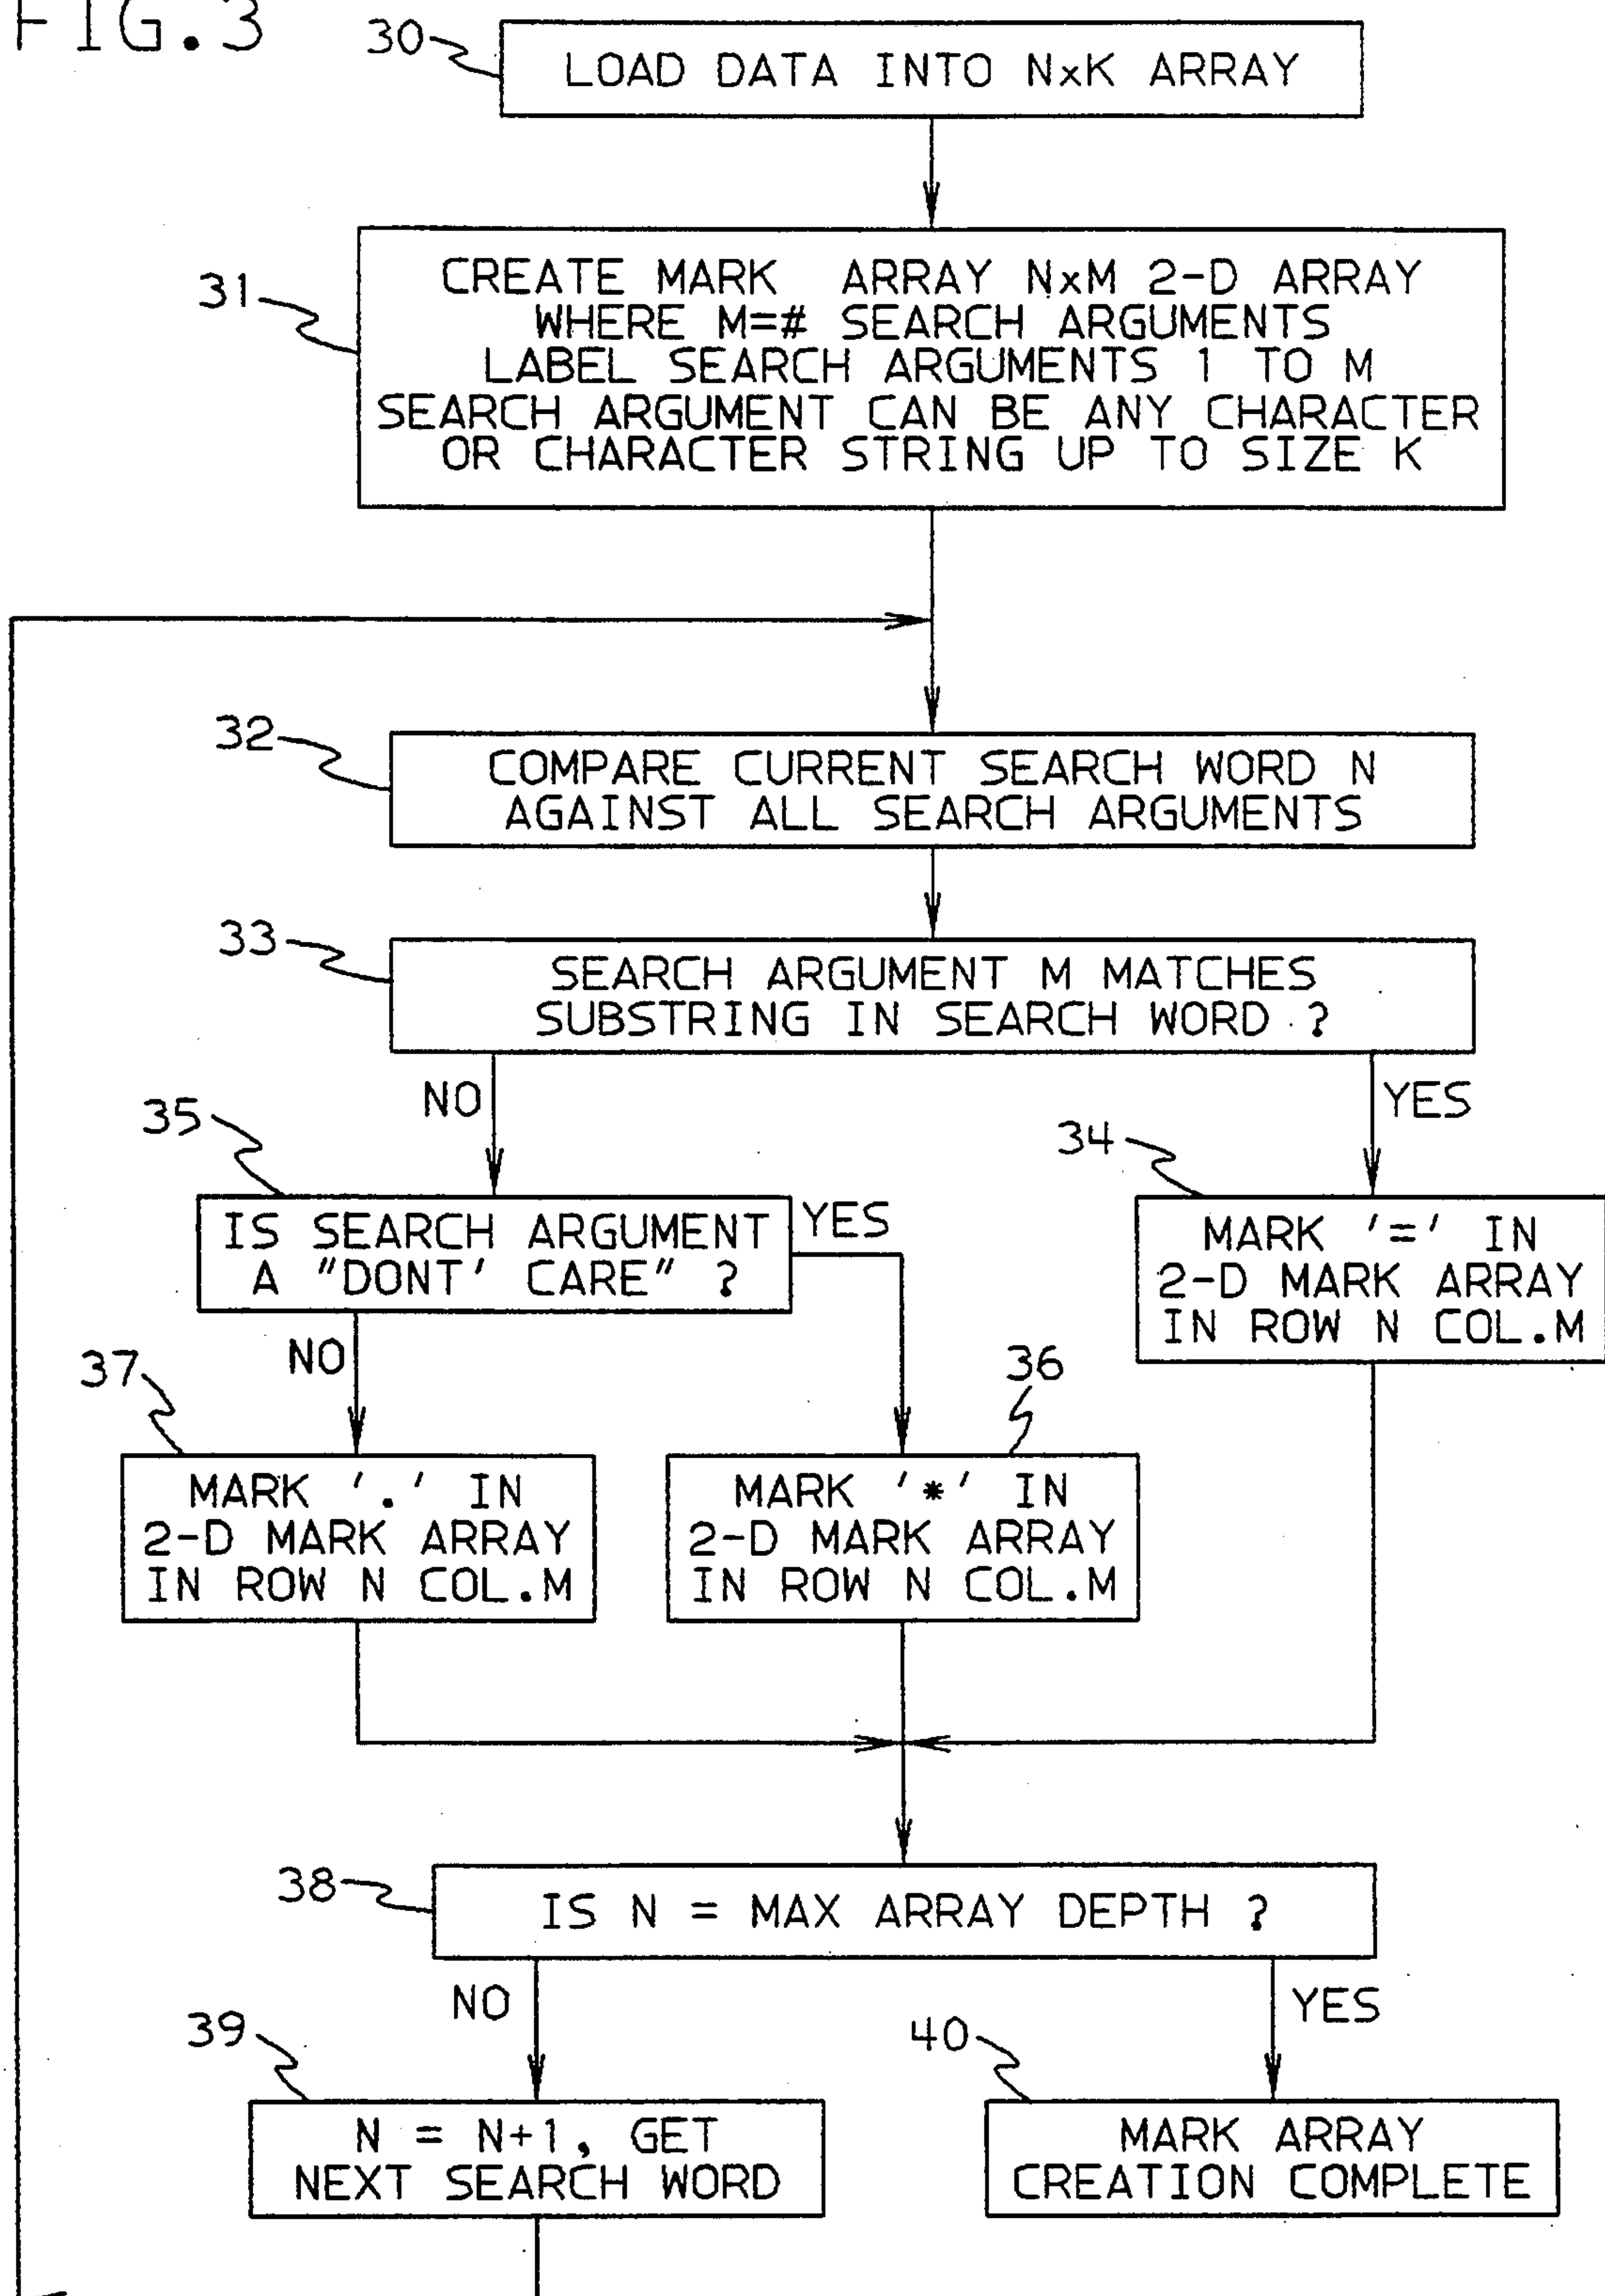 FIG.3
30
LOAD DATA INTO NxK ARRAY
31
CREATE MARK ARRAY NxM 2-D ARRAY
WHERE M=# SEARCH ARGUMENTS
LABEL SEARCH ARGUMENTS 1 TO M
SEARCH ARGUMENT CAN BE ANY CHARACTER
OR CHARACTER STRING UP TO SIZE K
32
COMPARE CURRENT SEARCH WORD N
AGAINST ALL SEARCH ARGUMENTS
33
SEARCH ARGUMENT M MATCHES
SUBSTRING IN SEARCH WORD ?
NO
YES
35
34
IS SEARCH ARGUMENT
A "DONT' CARE" ?
YES
MARK '=' IN
2-D MARK ARRAY
IN ROW N COL.M
NO
37
36
MARK '.' IN
2-D MARK ARRAY
IN ROW N COL.M
MARK '*' IN
2-D MARK ARRAY
IN ROW N COL.M
38
IS N = MAX ARRAY DEPTH ?
NO
YES
39
40
N = N+1, GET
NEXT SEARCH WORD
MARK ARRAY
CREATION COMPLETE